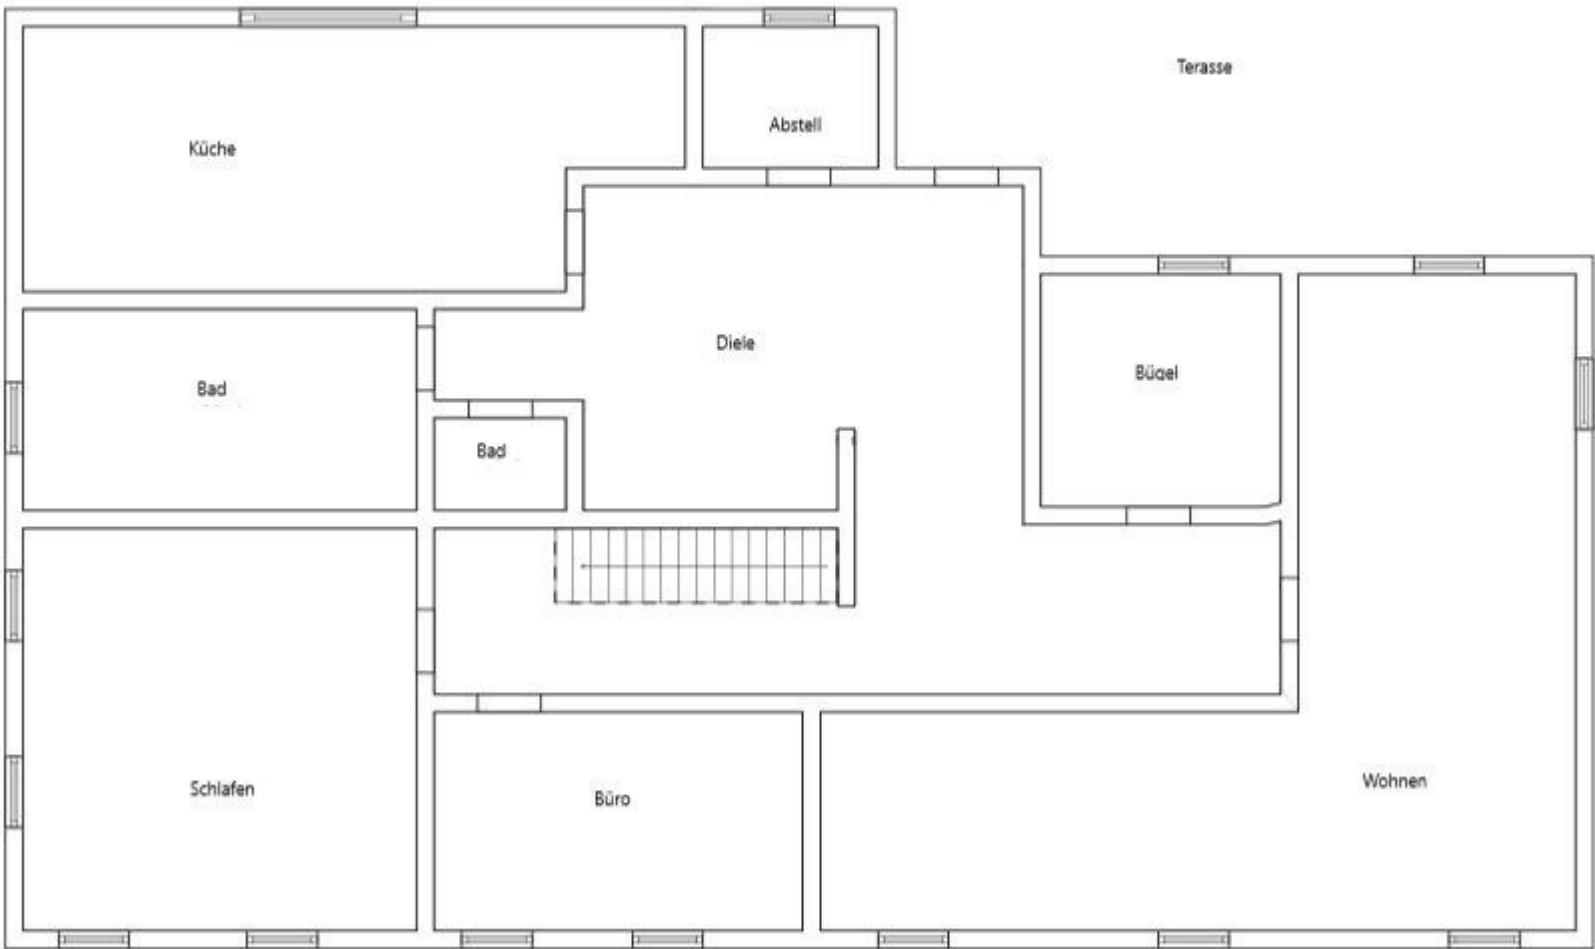 Terasse
Abstell
Küche
Diele
Bügel
Bad
Bad
Wohnen
Schlafen
Büro